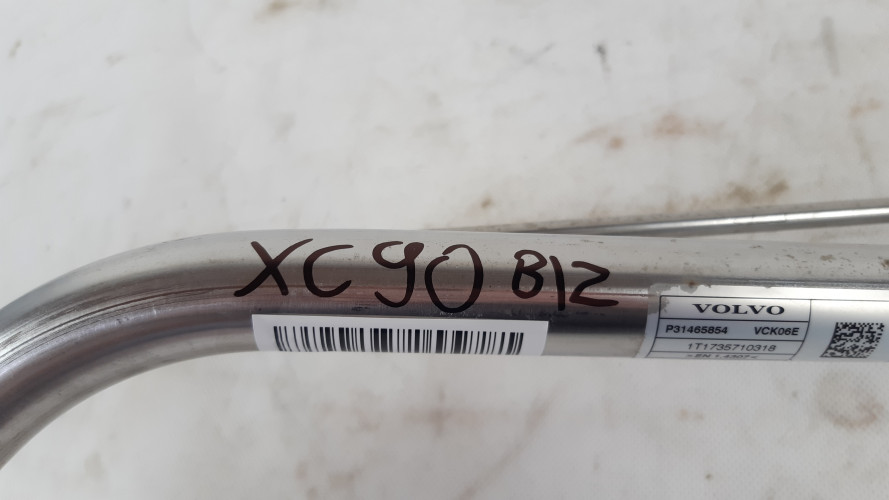 XC90 B12
VOLVO
P31465854 VCK06E
1T1735710318